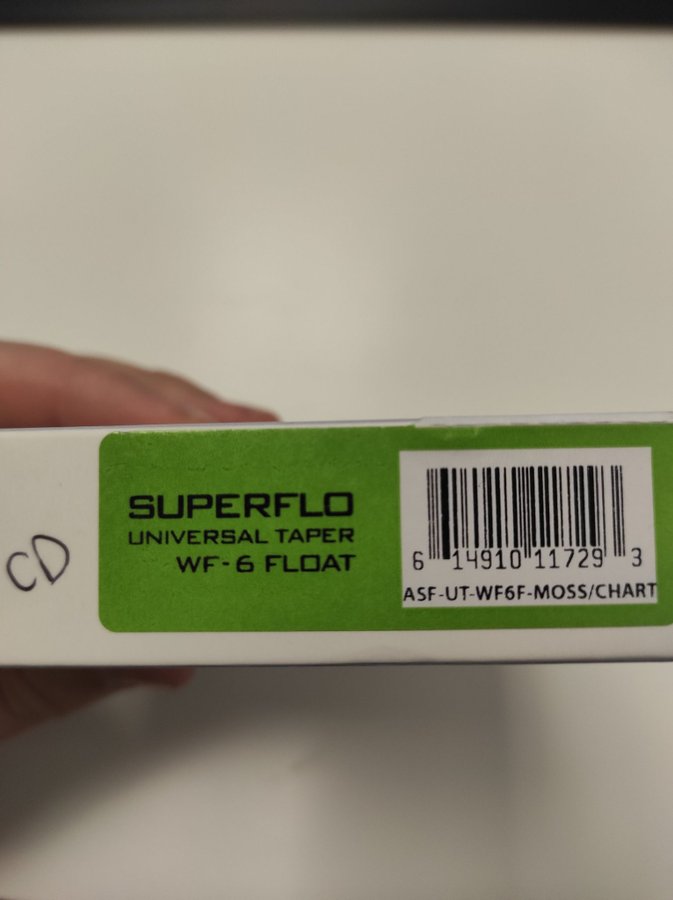 CD
SUPERFLO
UNIVERSAL TAPER
WF-6 FLOAT
6 14910 11729 3
ASF-UT-WF6F-MOSS/CHART